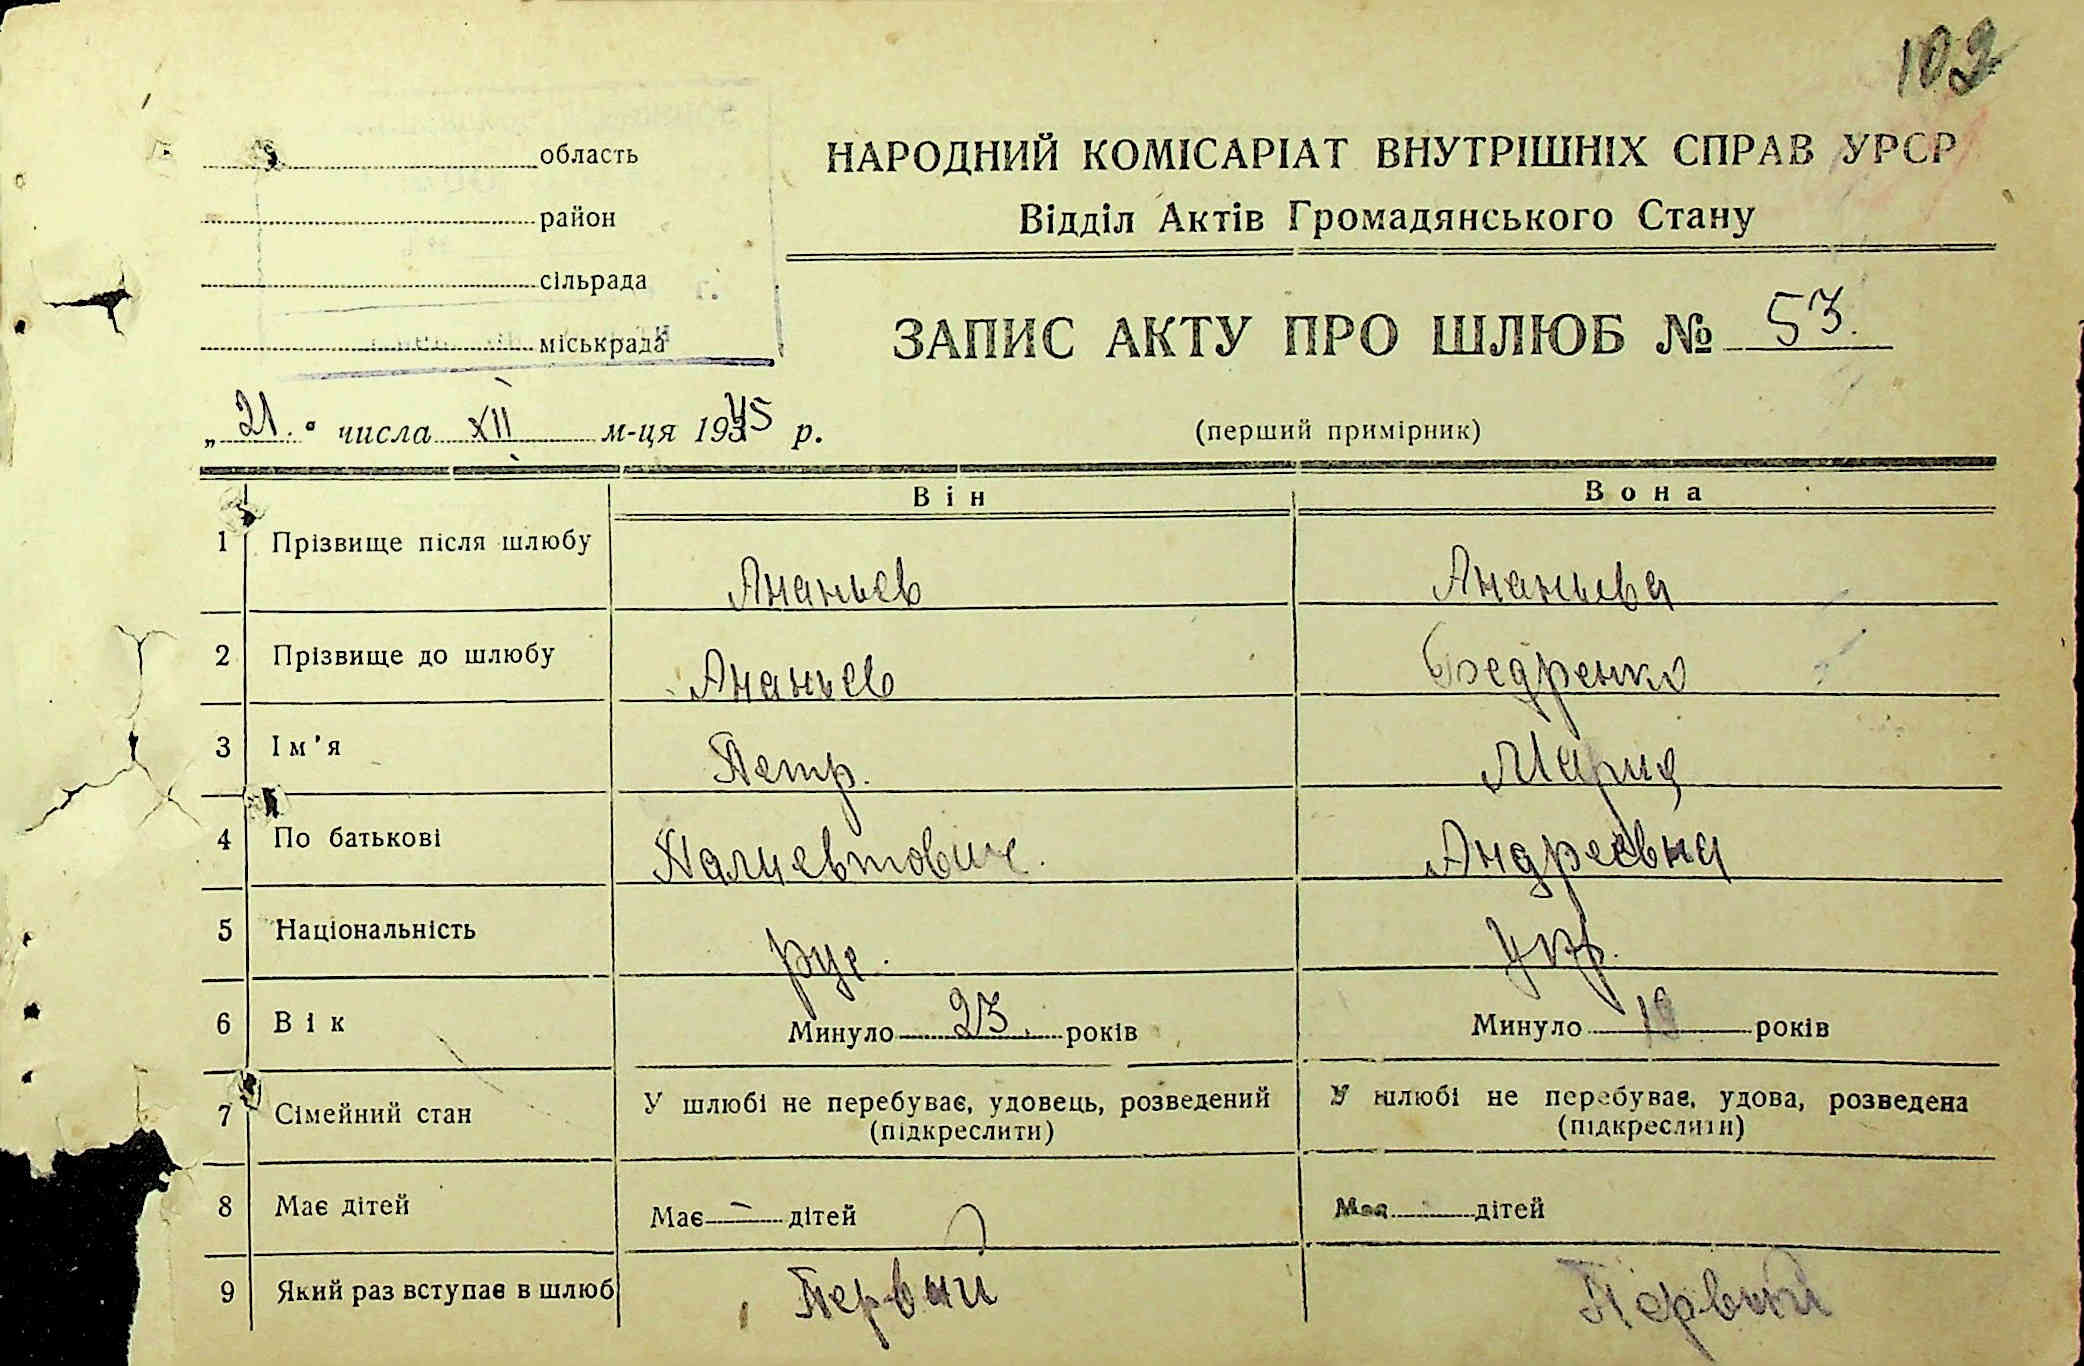 102
область
район
сільрада
міськрада
НАРОДНИЙ КОМІСАРІАТ ВНУТРІШНІХ СПРАВ УРСР
Відділ Актів Громадянського Стану
ЗАПИС АКТУ ПРО ШЛЮБ № 53.
„21." числа XII м-ця 1945 р.
(перший примірник)
Він Вона
1 Прізвище після шлюбу Ананьев Ананьева
2 Прізвище до шлюбу Ананьев Бедренко
3 Ім'я Петр. Мария
4 По батькові Андреевна
5 Національність рус. укр.
6 Вік Минуло 23. років Минуло 19 років
7 Сімейний стан У шлюбі не перебуває, удовець, розведений У шлюбі не перебуває, удова, розведена
(підкреслити) (підкреслити)
8 Має дітей Має — дітей Має дітей
9 Який раз вступає в шлюб Первый Первый